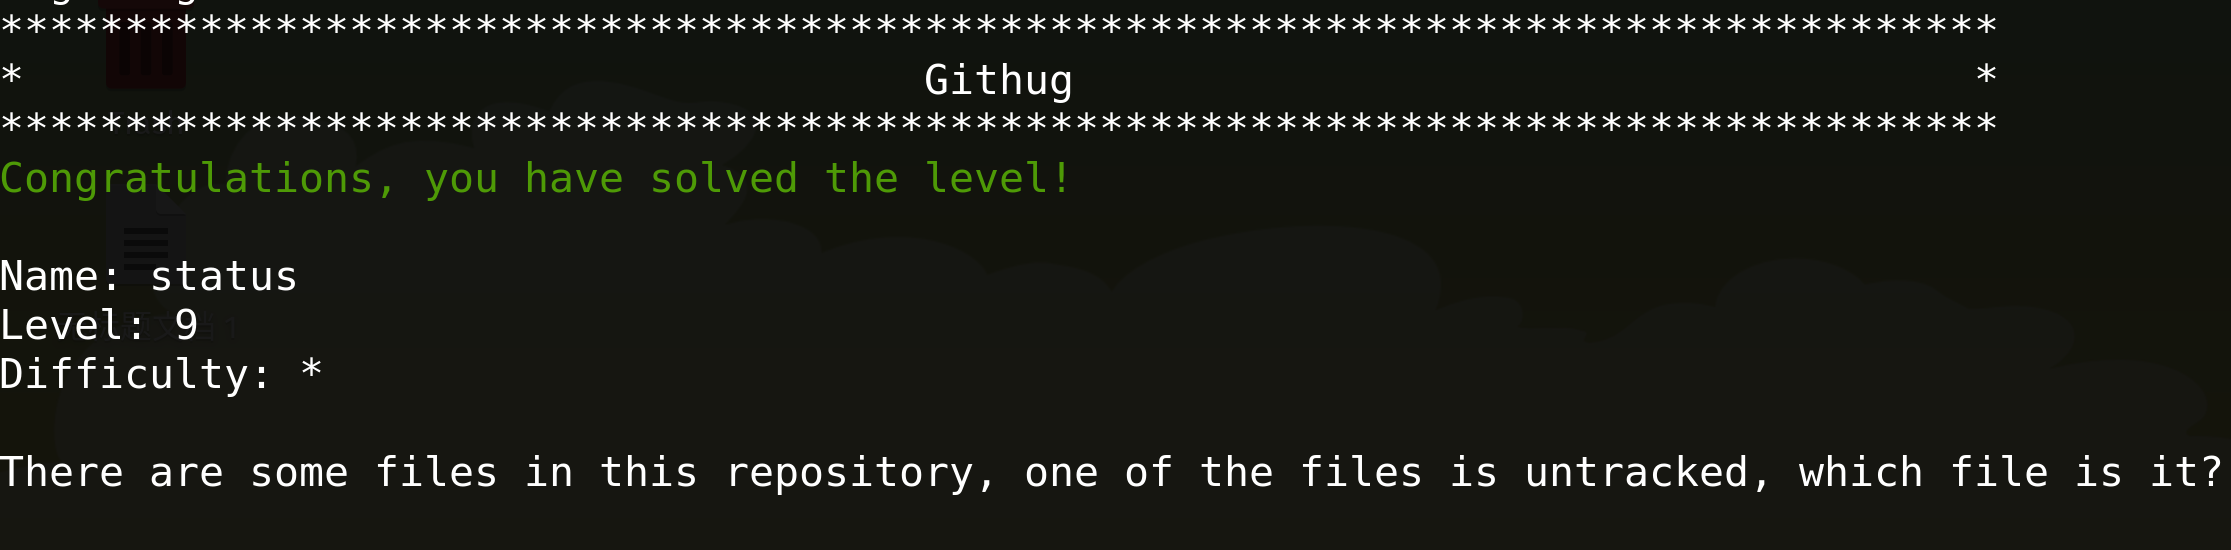 ********************************************************************************
*                                    Githug                                    *
********************************************************************************
Congratulations, you have solved the level!
Name: status
Level: 9
Difficulty: *
There are some files in this repository, one of the files is untracked, which file is it?